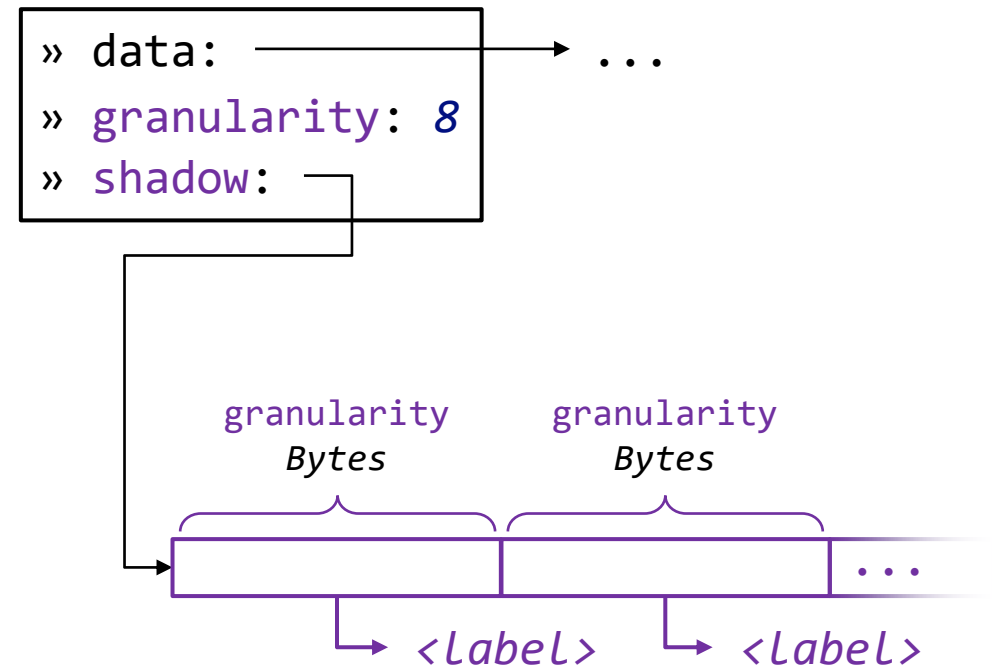 » data: ...
» granularity: 8
» shadow:
granularity granularity
Bytes Bytes
...
<label> <label>